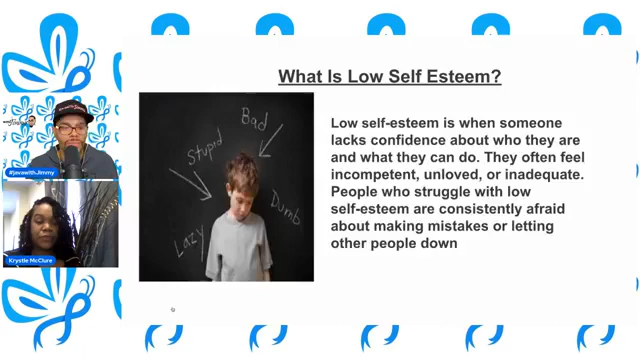 What Is Low Self Esteem?
Bad
Stupid
Dumb
Lazy
Low self-esteem is when someone
lacks confidence about who they are
and what they can do. They often feel
incompetent, unloved, or inadequate.
People who struggle with low
self-esteem are consistently afraid
about making mistakes or letting
other people down
#javawithJimmy
Krystle McClure